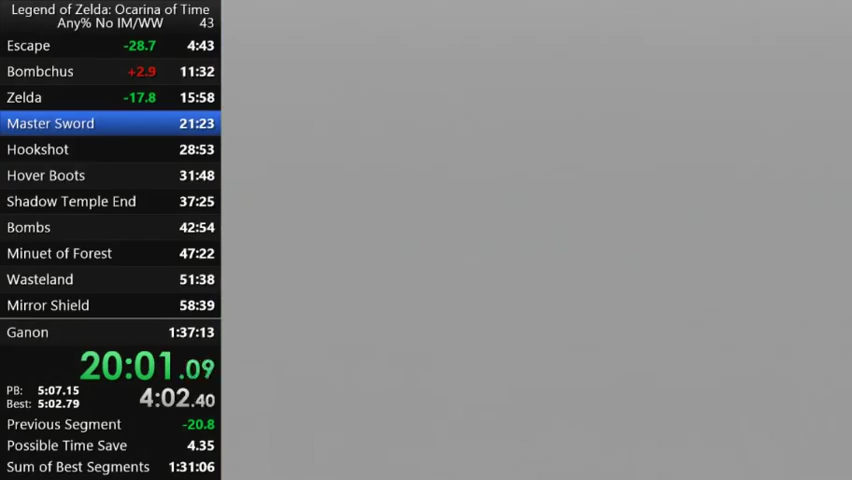 Legend of Zelda: Ocarina of Time
Any% No IM/WW 43
Escape -28.7 4:43
Bombchus +2.9 11:32
Zelda -17.8 15:58
Master Sword 21:23
Hookshot 28:53
Hover Boots 31:48
Shadow Temple End 37:25
Bombs 42:54
Minuet of Forest 47:22
Wasteland 51:38
Mirror Shield 58:39
Ganon 1:37:13
20:01.09
PB: 5:07.15
Best: 5:02.79
4:02.40
Previous Segment -20.8
Possible Time Save 4.35
Sum of Best Segments 1:31:06